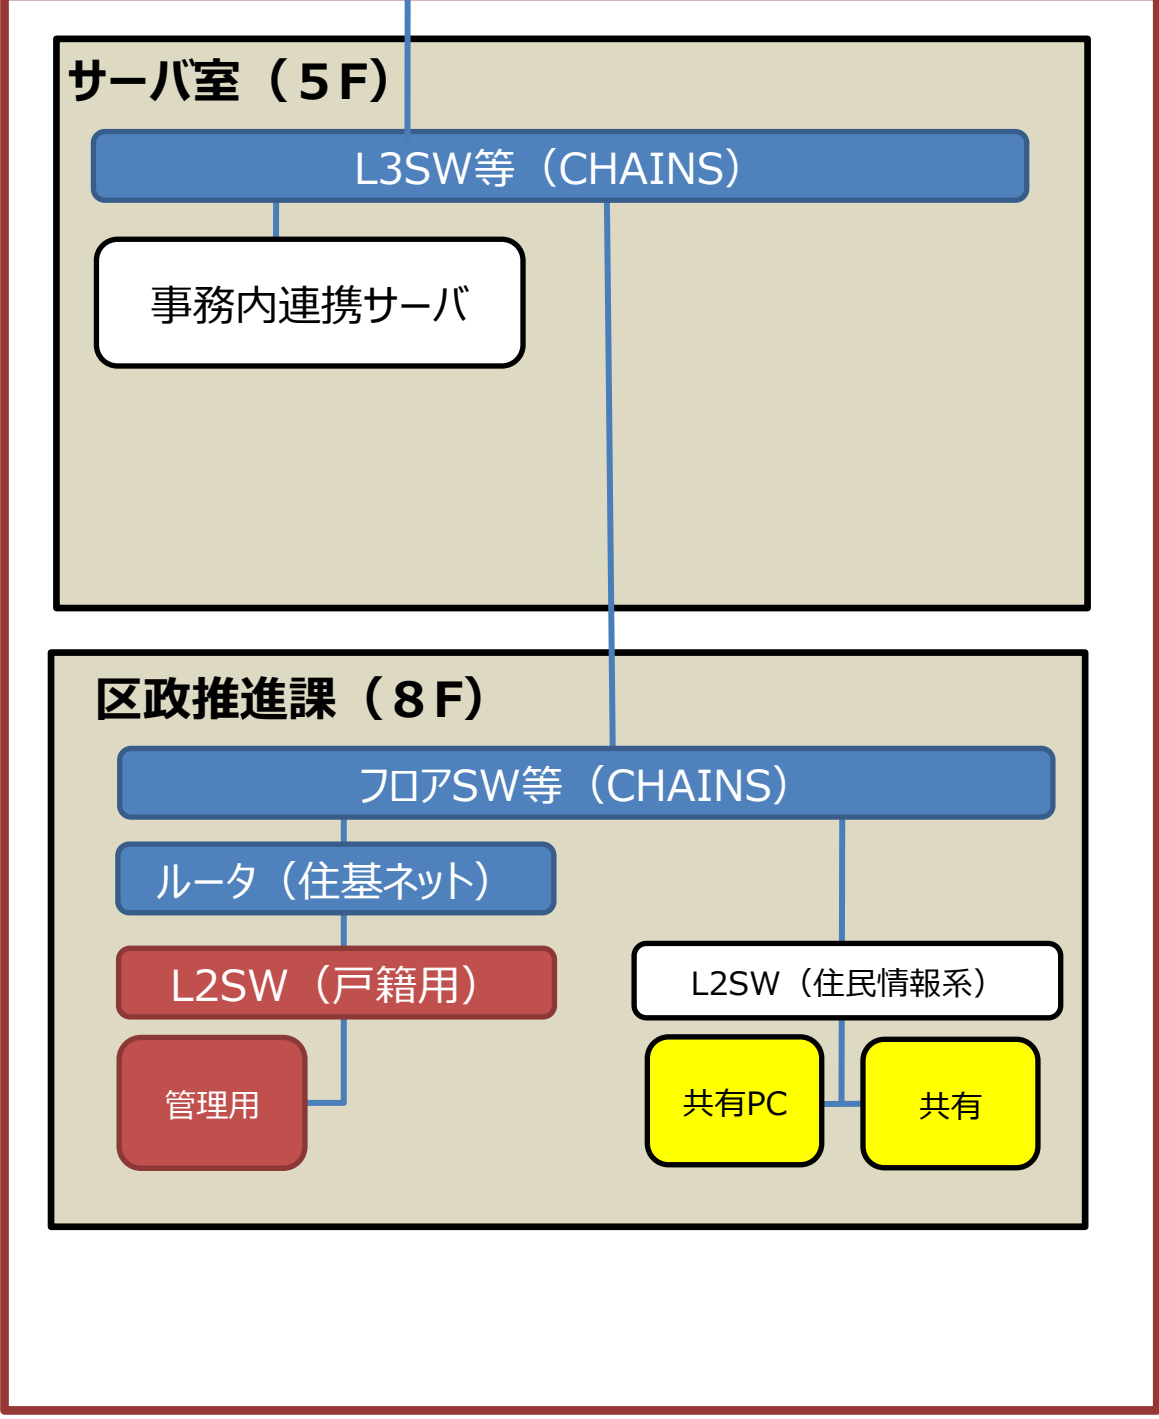 サーバ室（５F）
L3SW等（CHAINS）
事務内連携サーバ
区政推進課（８F）
フロアSW等（CHAINS）
ルータ（住基ネット）
L2SW（戸籍用）
L2SW（住民情報系）
管理用
共有PC
共有